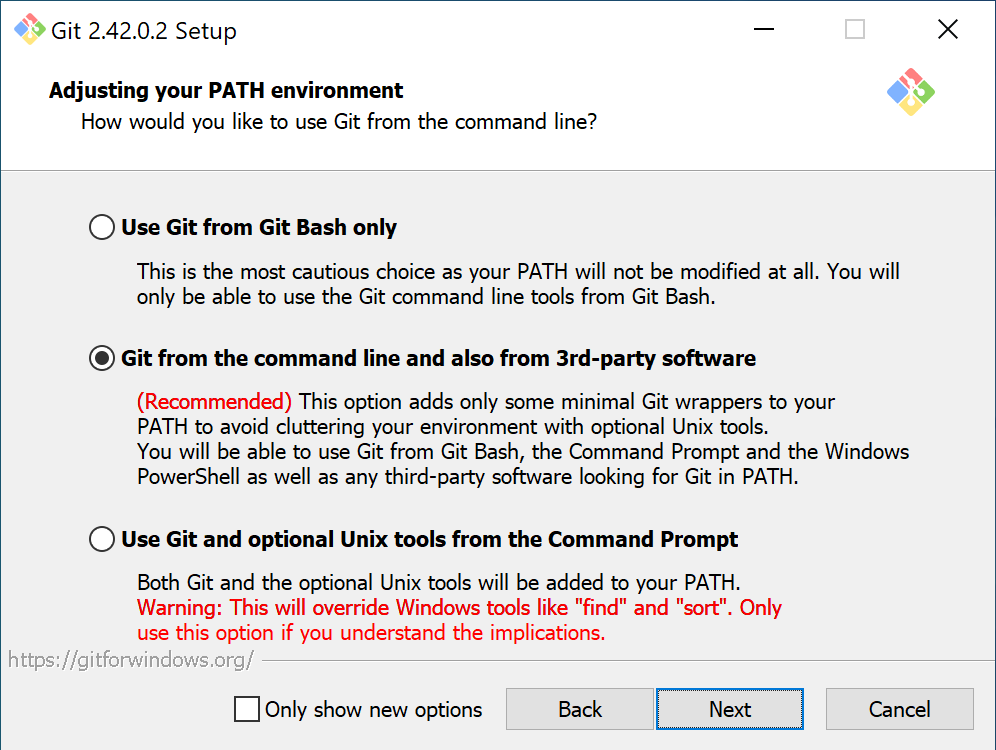 Git 2.42.0.2 Setup
Adjusting your PATH environment
How would you like to use Git from the command line?
Use Git from Git Bash only
This is the most cautious choice as your PATH will not be modified at all. You will
only be able to use the Git command line tools from Git Bash.
Git from the command line and also from 3rd-party software
(Recommended) This option adds only some minimal Git wrappers to your
PATH to avoid cluttering your environment with optional Unix tools.
You will be able to use Git from Git Bash, the Command Prompt and the Windows
PowerShell as well as any third-party software looking for Git in PATH.
Use Git and optional Unix tools from the Command Prompt
Both Git and the optional Unix tools will be added to your PATH.
Warning: This will override Windows tools like "find" and "sort". Only
use this option if you understand the implications.
https://gitforwindows.org/
Only show new options
Back
Next
Cancel